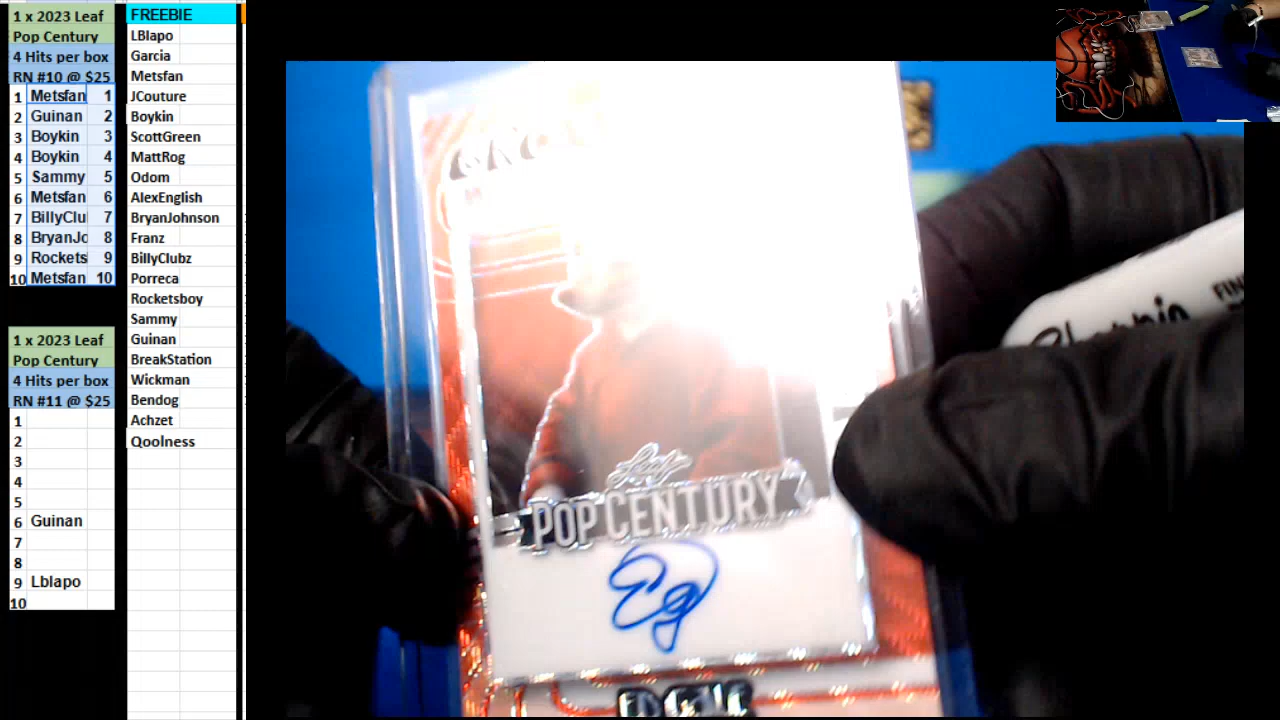 1 x 2023 Leaf
Pop Century
4 Hits per box
RN #10 @ $25
1 Metsfan 1
2 Guinan 2
3 Boykin 3
4 Boykin 4
5 Sammy 5
6 Metsfan 6
7 BillyClu 7
8 BryanJo 8
9 Rockets 9
10 Metsfan 10
1 x 2023 Leaf
Pop Century
4 Hits per box
RN #11 @ $25
1
2
3
4
5
6 Guinan
7
8
9 Lblapo
10
FREEBIE
LBlapo
Garcia
Metsfan
JCouture
Boykin
ScottGreen
MattRog
Odom
AlexEnglish
BryanJohnson
Franz
BillyClubz
Porreca
Rocketsboy
Sammy
Guinan
BreakStation
Wickman
Bendog
Achzet
Qoolness
Leaf
POP CENTURY